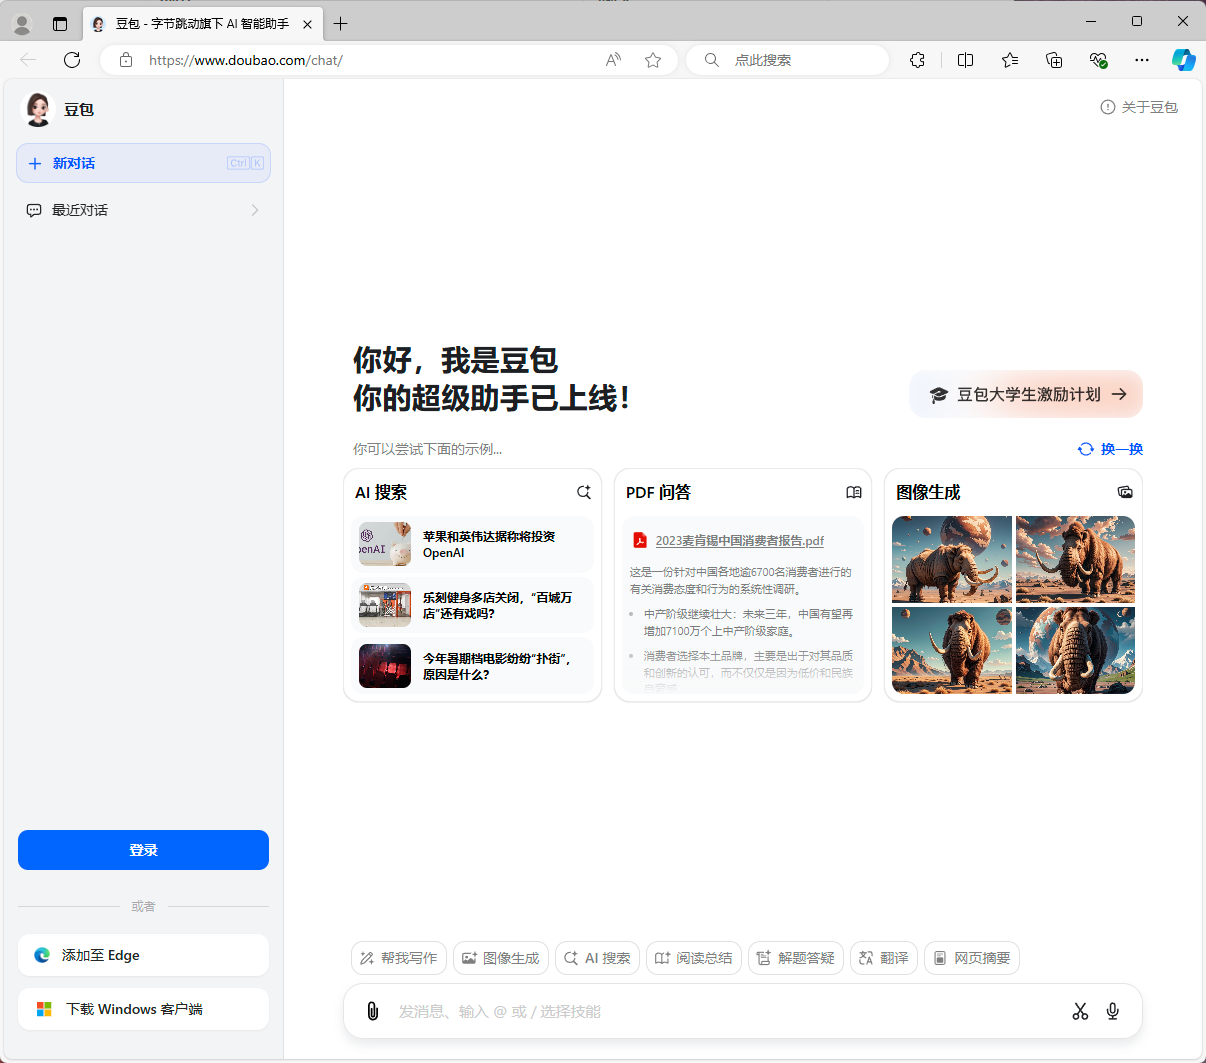 豆包 - 字节跳动旗下 AI 智能助手
https://www.doubao.com/chat/
点此搜索
豆包
新对话
Ctrl K
最近对话
登录
或者
添加至 Edge
下载 Windows 客户端
关于豆包
你好，我是豆包
你的超级助手已上线！
豆包大学生激励计划
你可以尝试下面的示例...
换一换
AI 搜索
苹果和英伟达据称将投资
OpenAI
乐刻健身多店关闭，“百城万
店”还有戏吗？
今年暑期档电影纷纷“扑街”，
原因是什么？
PDF 问答
2023麦肯锡中国消费者报告.pdf
这是一份针对中国各地逾6700名消费者进行的
有关消费态度和行为的系统性调研。
中产阶级继续壮大：未来三年，中国有望再
增加7100万个上中产阶级家庭。
消费者选择本土品牌，主要是出于对其品质
和创新的认可，而不仅仅是因为低价和民族
图像生成
帮我写作
图像生成
AI 搜索
阅读总结
解题答疑
翻译
网页摘要
发消息、输入 @ 或 / 选择技能